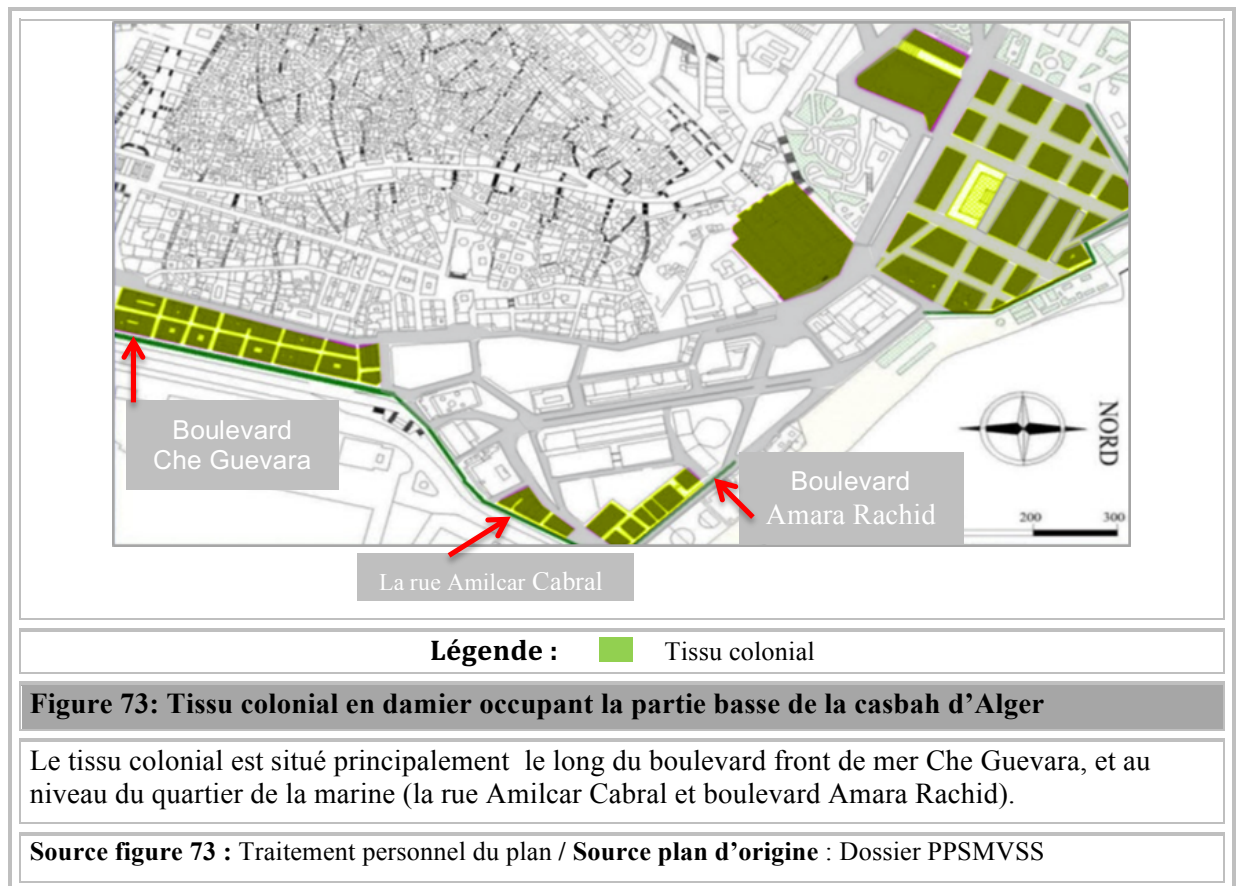 Boulevard
Che Guevara
NORD
Boulevard
Amara Rachid
200 300
La rue Amilcar Cabral
Légende : Tissu colonial
Figure 73: Tissu colonial en damier occupant la partie basse de la casbah d’Alger
Le tissu colonial est situé principalement le long du boulevard front de mer Che Guevara, et au
niveau du quartier de la marine (la rue Amilcar Cabral et boulevard Amara Rachid).
Source figure 73 : Traitement personnel du plan / Source plan d’origine : Dossier PPSMVSS